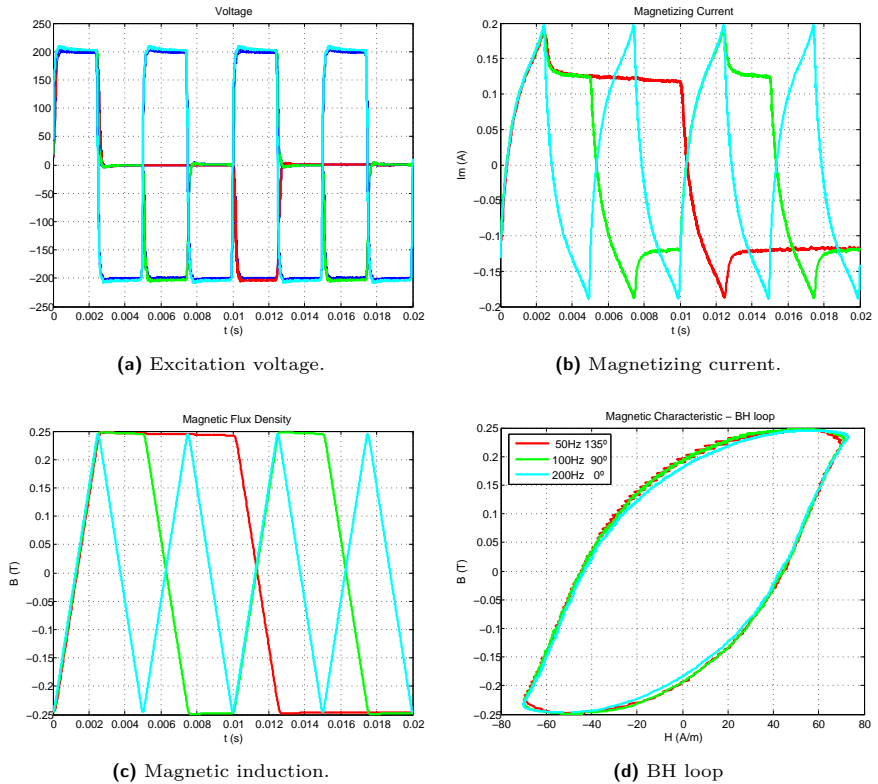 Voltage
250
200
150
100
50
0
−50
−100
−150
−200
−250
0 0.002 0.004 0.006 0.008 0.01 0.012 0.014 0.016 0.018 0.02
t (s)
(a) Excitation voltage.
Magnetizing Current
Im (A)
0.2
0.15
0.1
0.05
0
−0.05
−0.1
−0.15
−0.2
0 0.002 0.004 0.006 0.008 0.01 0.012 0.014 0.016 0.018 0.02
t (s)
(b) Magnetizing current.
Magnetic Flux Density
B (T)
0.25
0.2
0.15
0.1
0.05
0
−0.05
−0.1
−0.15
−0.2
−0.25
0 0.002 0.004 0.006 0.008 0.01 0.012 0.014 0.016 0.018 0.02
t (s)
(c) Magnetic induction.
Magnetic Characteristic − BH loop
B (T)
0.25
0.2
0.15
0.1
0.05
0
−0.05
−0.1
−0.15
−0.2
−0.25
50Hz 135º
100Hz 90º
200Hz 0º
−80 −60 −40 −20 0 20 40 60 80
H (A/m)
(d) BH loop